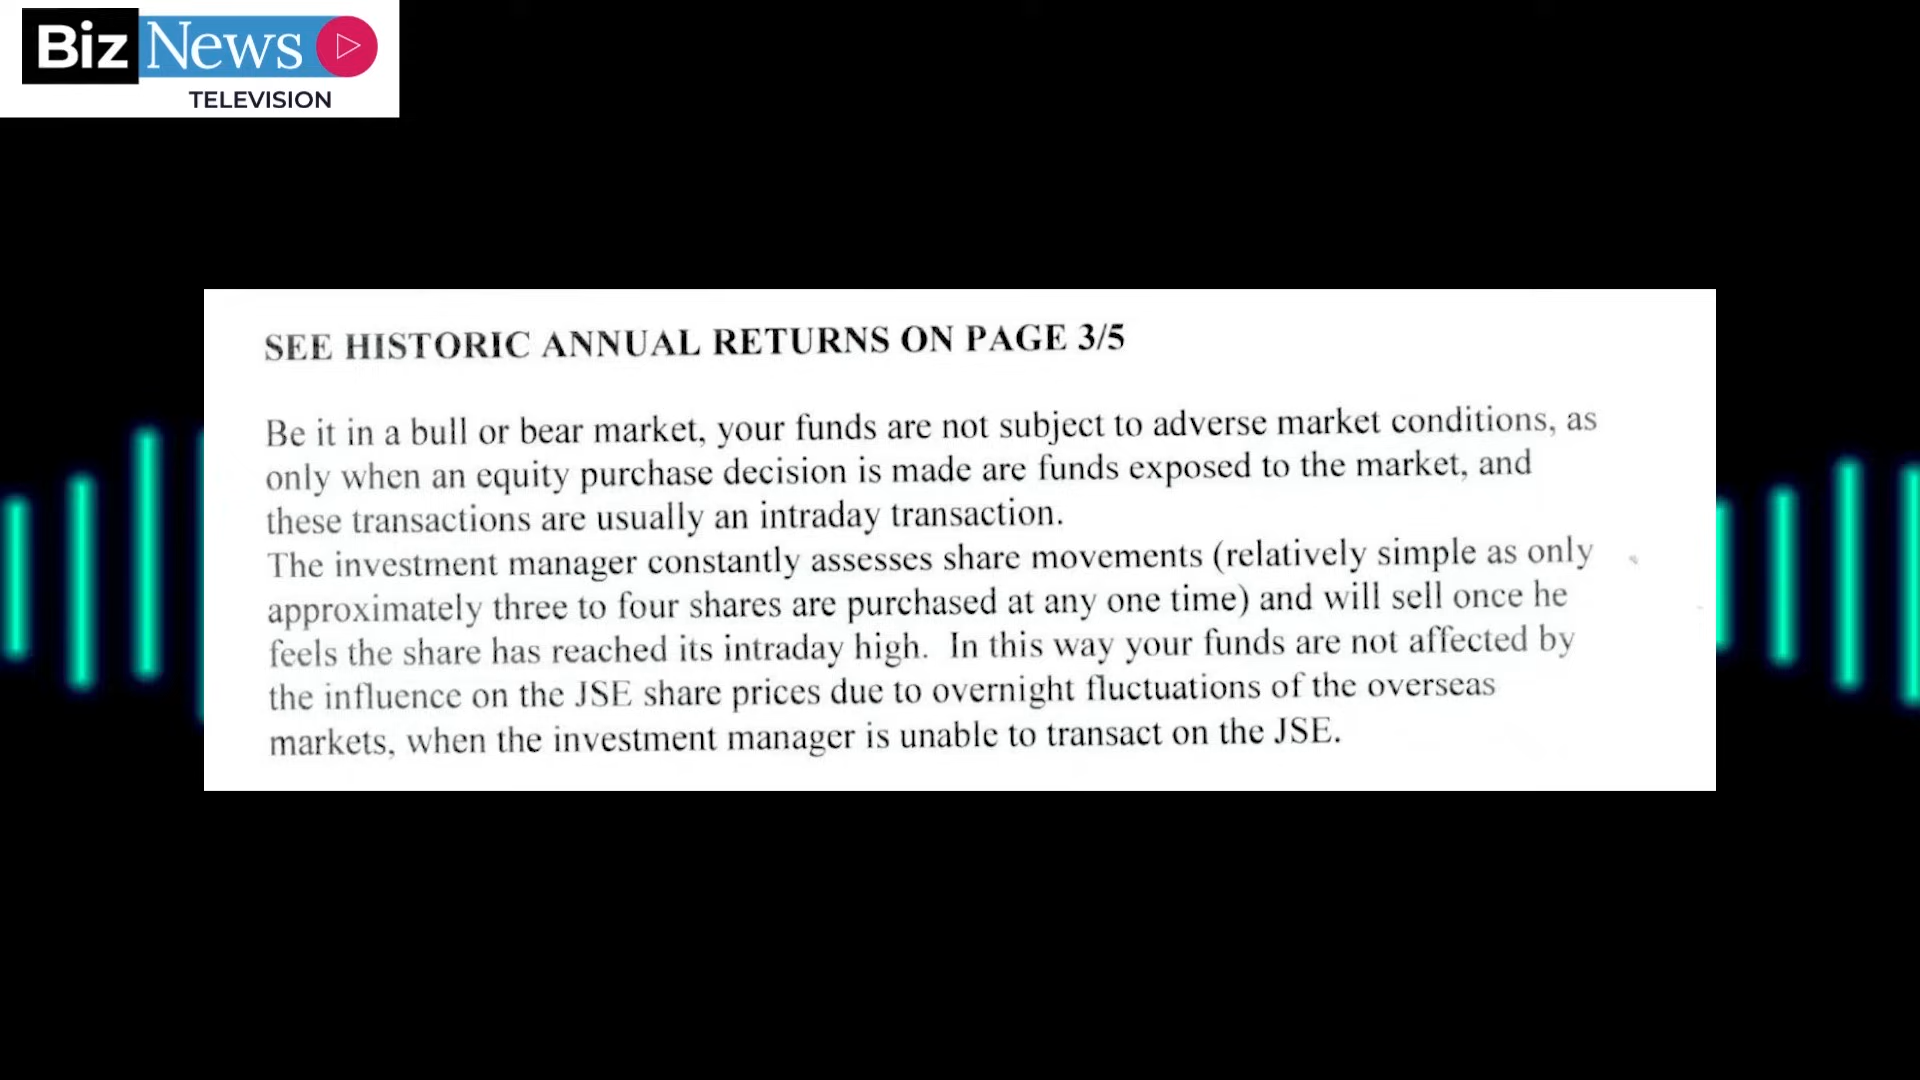 Biz News
TELEVISION
SEE HISTORIC ANNUAL RETURNS ON PAGE 3/5
Be it in a bull or bear market, your funds are not subject to adverse market conditions, as
only when an equity purchase decision is made are funds exposed to the market, and
these transactions are usually an intraday transaction.
The investment manager constantly assesses share movements (relatively simple as only
approximately three to four shares are purchased at any one time) and will sell once he
feels the share has reached its intraday high. In this way your funds are not affected by
the influence on the JSE share prices due to overnight fluctuations of the overseas
markets, when the investment manager is unable to transact on the JSE.